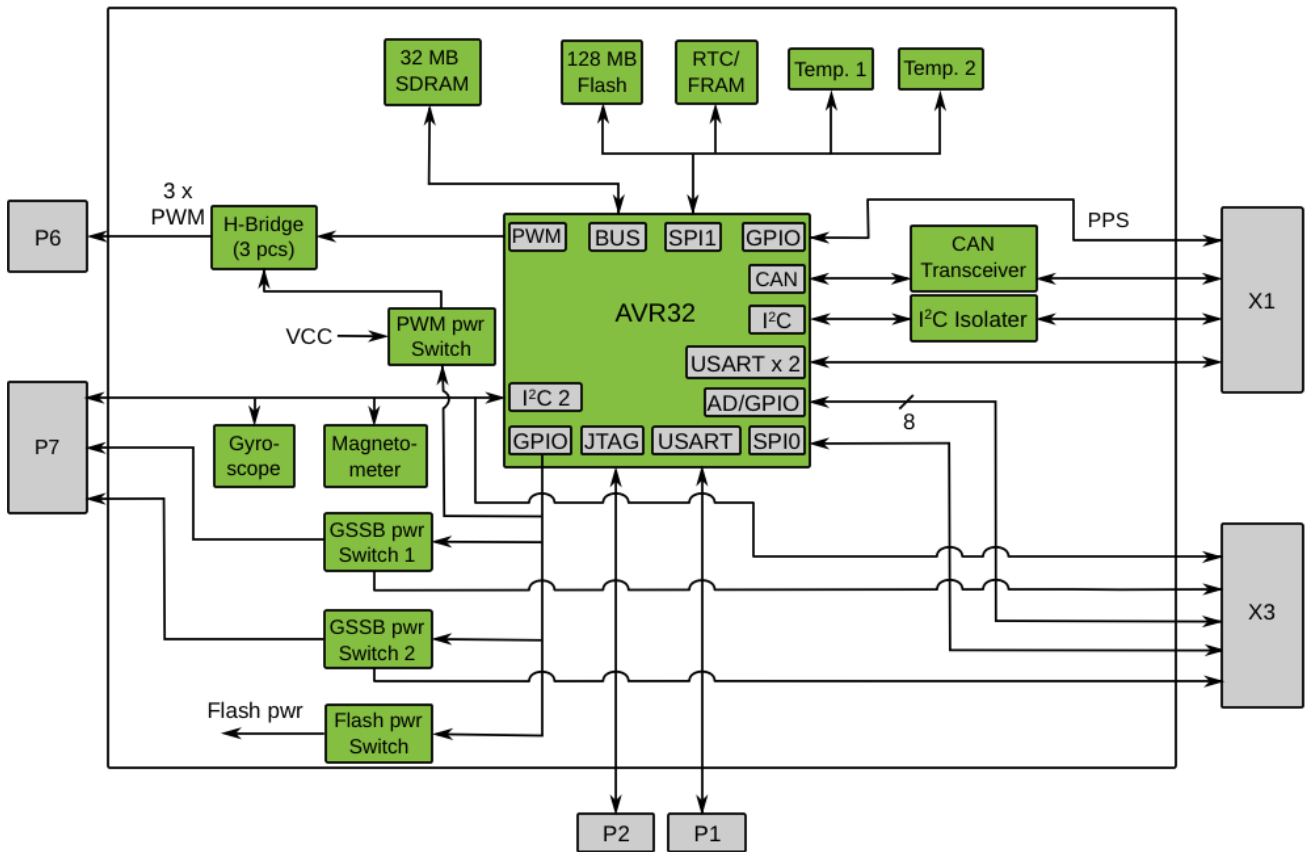 32 MB
SDRAM
128 MB
Flash
RTC/
FRAM
Temp. 1
Temp. 2
3 x
PWM
P6
H-Bridge
(3 pcs)
PWM
BUS
SPI1
GPIO
PPS
CAN
Transceiver
X1
CAN
I²C
I²C Isolater
AVR32
VCC
PWM pwr
Switch
USART x 2
I²C 2
AD/GPIO
8
P7
Gyro-
scope
Magneto-
meter
GPIO
JTAG
USART
SPI0
GSSB pwr
Switch 1
GSSB pwr
Switch 2
X3
Flash pwr
Flash pwr
Switch
P2
P1